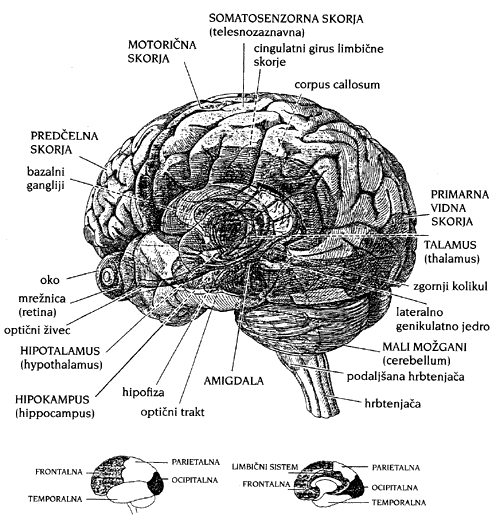 SOMATOSENZORNA SKORJA
(telesnozaznavna)
MOTORIČNA
SKORJA
cingulatni girus limbične
skorje
corpus callosum
PREDČELNA
SKORJA
bazalni
gangliji
PRIMARNA
VIDNA
SKORJA
TALAMUS
(thalamus)
oko
zgornji kolikul
mrežnica
(retina)
lateralno
genikulatno jedro
optični živec
HIPOTALAMUS
(hypothalamus)
MALI MOŽGANI
(cerebellum)
podaljšana hrbtenjača
HIPOKAMPUS
(hippocampus)
hipofiza
AMIGDALA
optični trakt
hrbtenjača
FRONTALNA
PARIETALNA
OCIPITALNA
TEMPORALNA
LIMBIČNI SISTEM
FRONTALNA
PARIETALNA
OCIPITALNA
TEMPORALNA